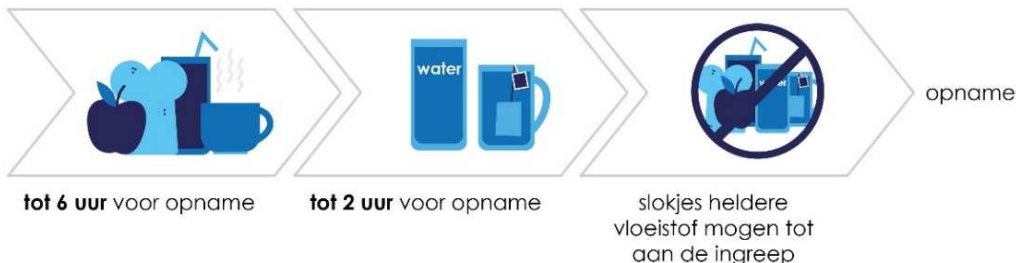 water
water
opname
tot 6 uur voor opname
tot 2 uur voor opname
slokjes heldere
vloeistof mogen tot
aan de ingreep